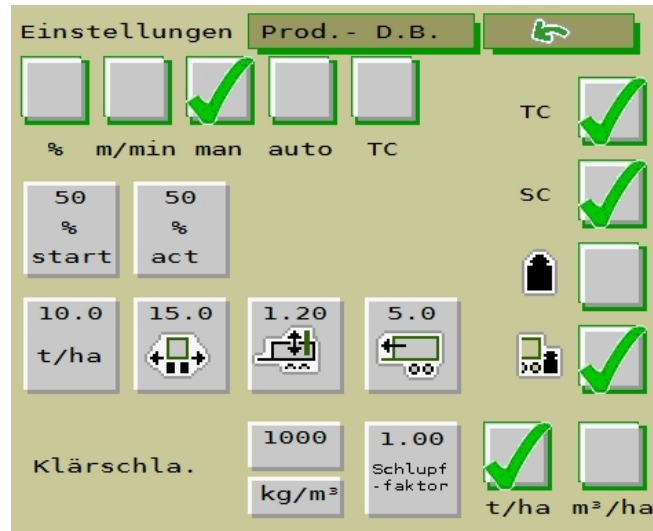 Einstellungen Prod.- D.B.
TC
% m/min man auto TC
SC
50 50
% %
start act
10.0 15.0 1.20 5.0
t/ha
1000 1.00
Klärschla. Schlupf
-faktor
kg/m³
t/ha m³/ha